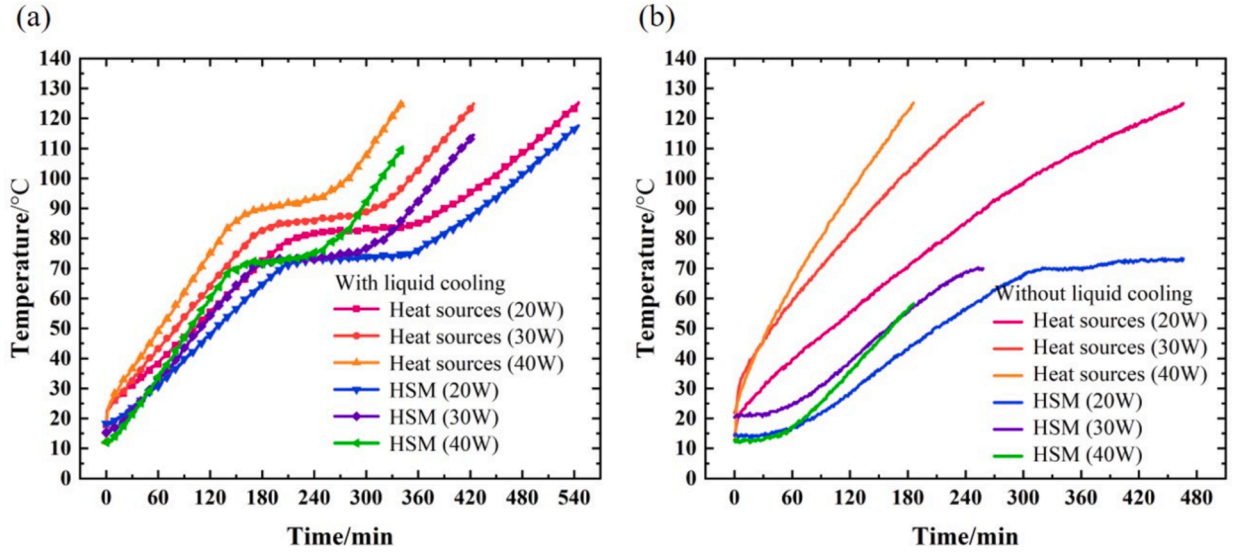 (a)
140
130
120
110
100
90
80
70
60
50
40
30
20
10
0
Temperature/°C
With liquid cooling
Heat sources (20W)
Heat sources (30W)
Heat sources (40W)
HSM (20W)
HSM (30W)
HSM (40W)
0 60 120 180 240 300 360 420 480 540
Time/min
(b)
140
130
120
110
100
90
80
70
60
50
40
30
20
10
0
Temperature/°C
Without liquid cooling
Heat sources (20W)
Heat sources (30W)
Heat sources (40W)
HSM (20W)
HSM (30W)
HSM (40W)
0 60 120 180 240 300 360 420 480
Time/min